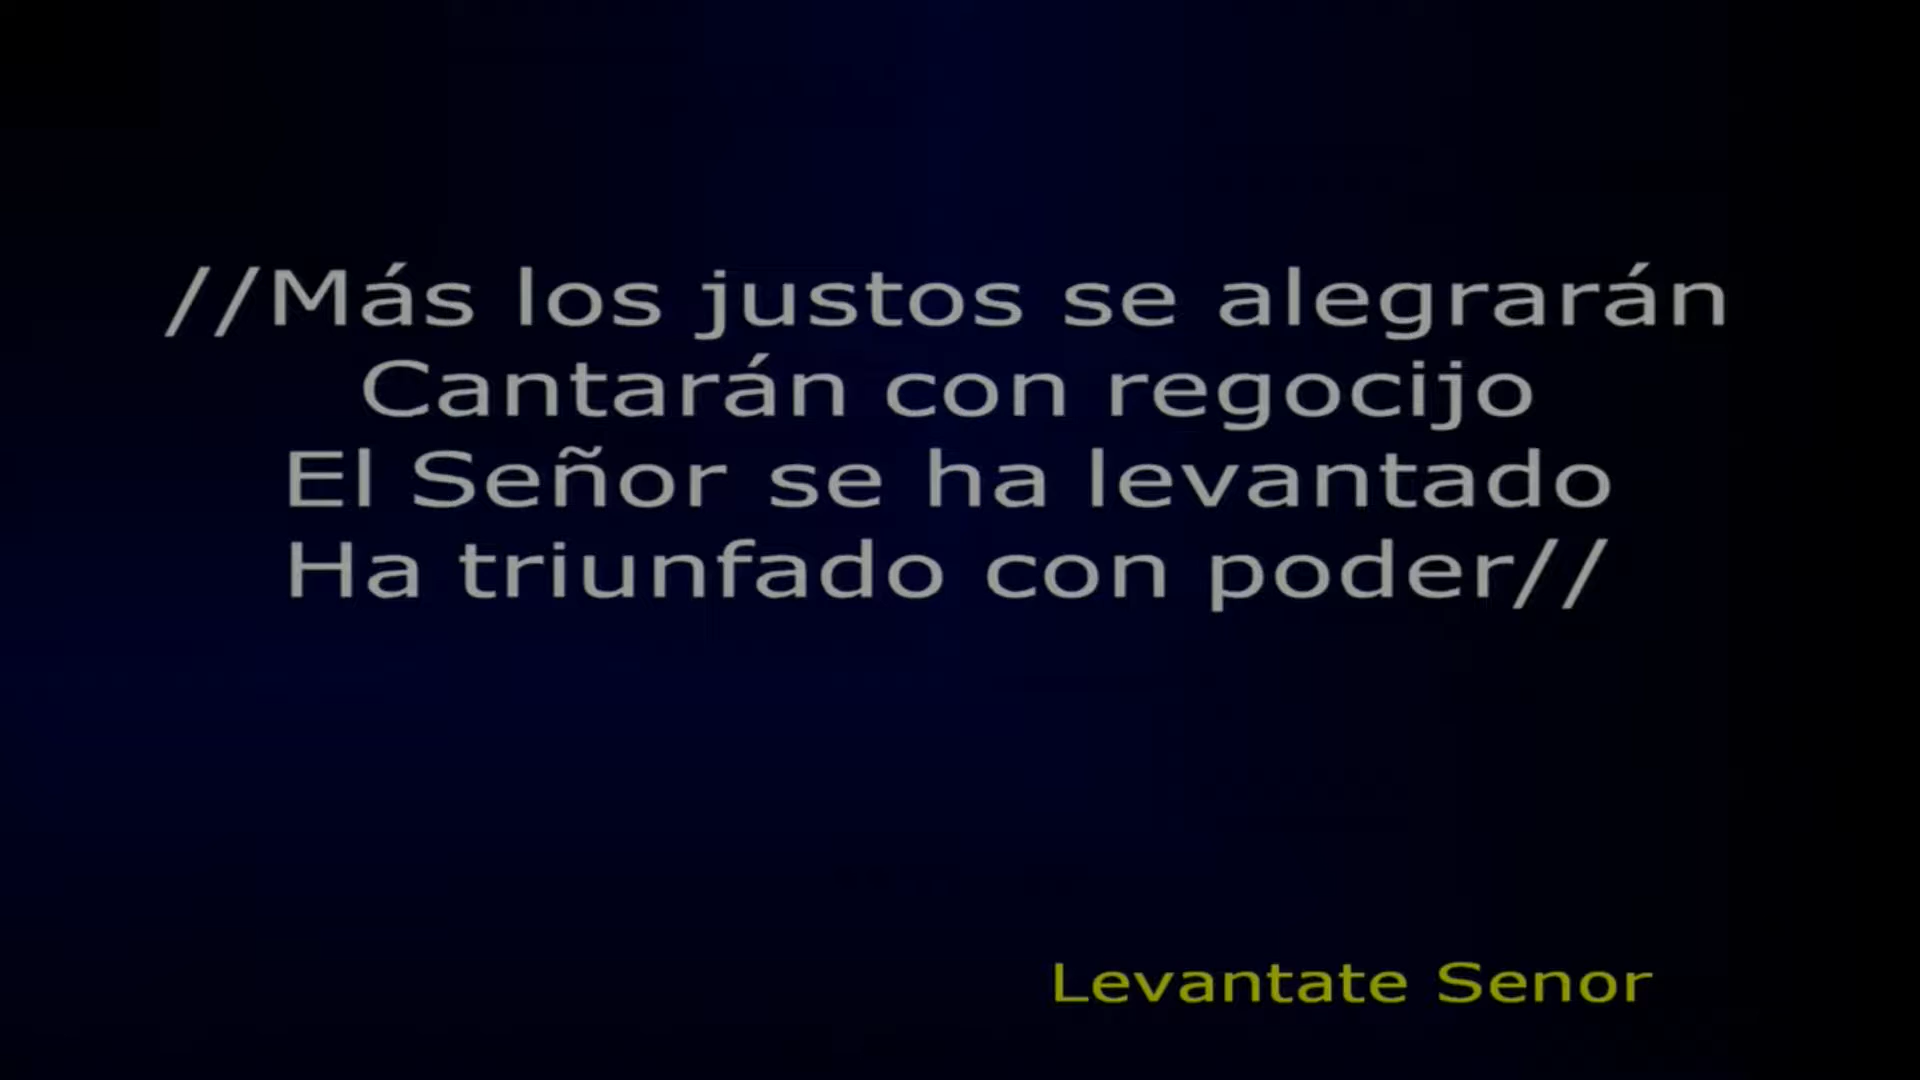 //Más los justos se alegrarán
Cantarán con regocijo
El Señor se ha levantado
Ha triunfado con poder//
Levantate Senor